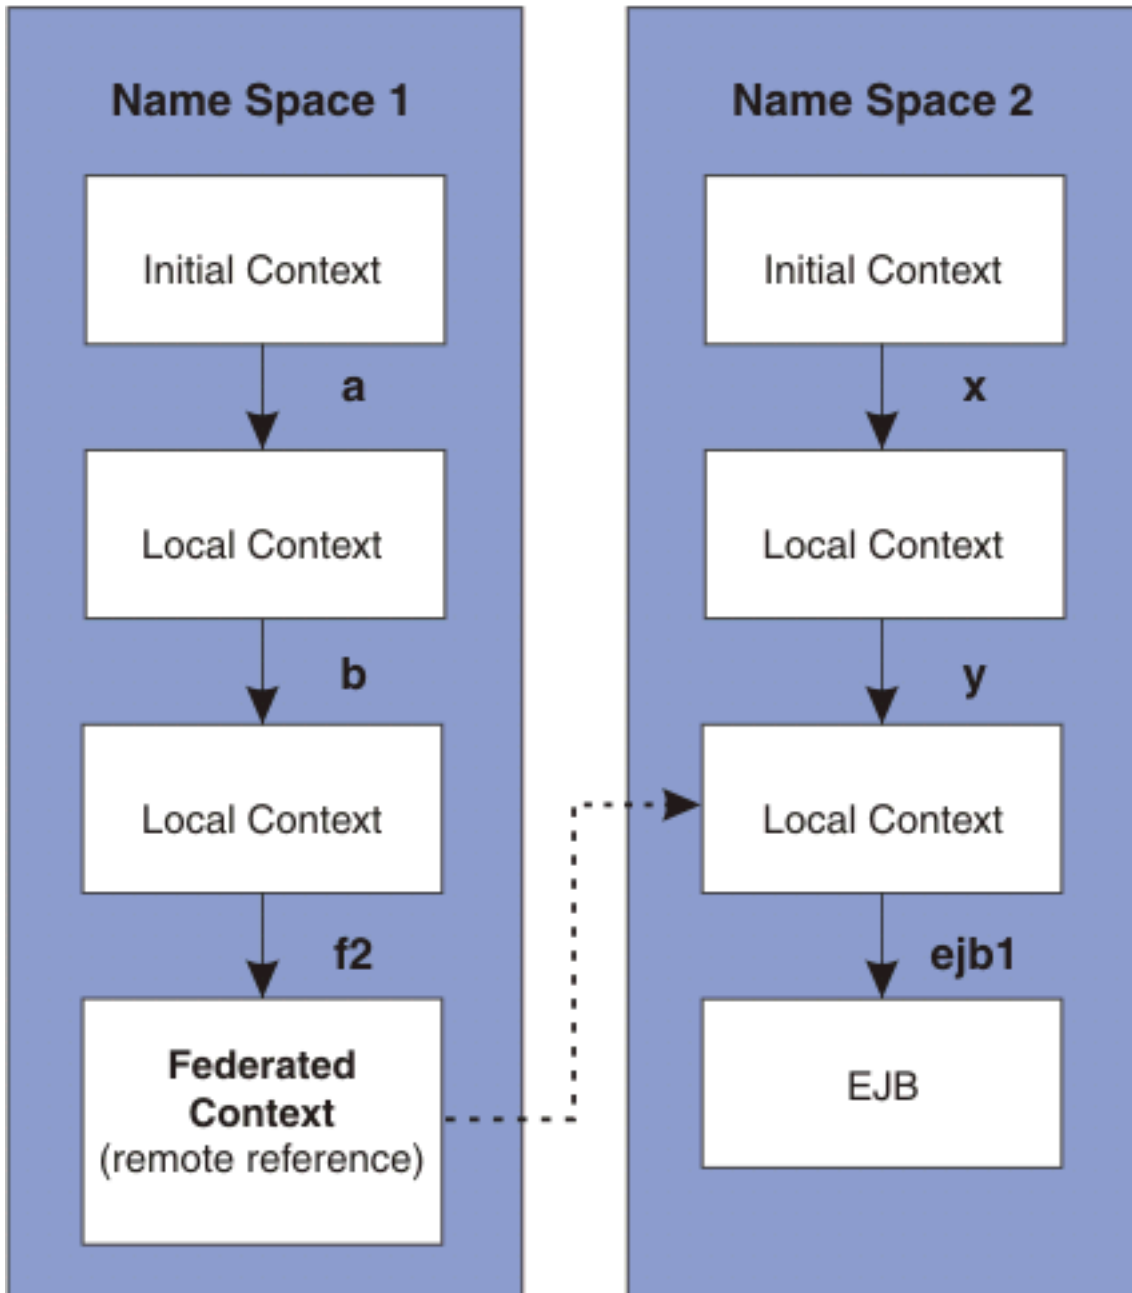 Name Space 1
Initial Context
a
Local Context
b
Local Context
f2
Federated
Context
(remote reference)
Name Space 2
Initial Context
x
Local Context
y
Local Context
ejb1
EJB